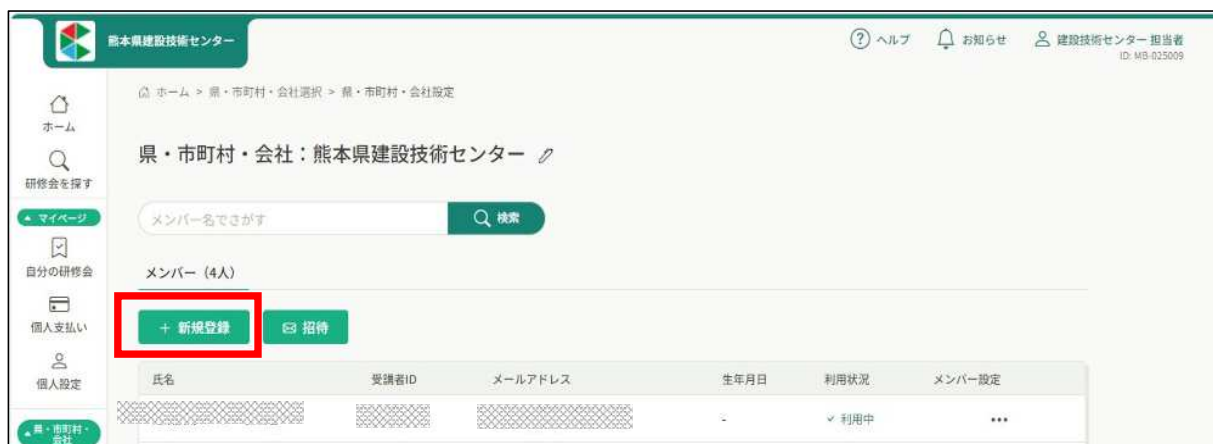 熊本県建設技術センター
ヘルプ
お知らせ
建設技術センター 担当者
ID: MB-025009
ホーム > 県・市町村・会社選択 > 県・市町村・会社設定
ホーム
県・市町村・会社：熊本県建設技術センター
研修会を探す
メンバー名でさがす
検索
マイページ
自分の研修会
メンバー（4人）
個人支払い
+ 新規登録
招待
個人設定
氏名 受講者ID メールアドレス 生年月日 利用状況 メンバー設定
- ✓ 利用中 •••
県・市町村・
会社